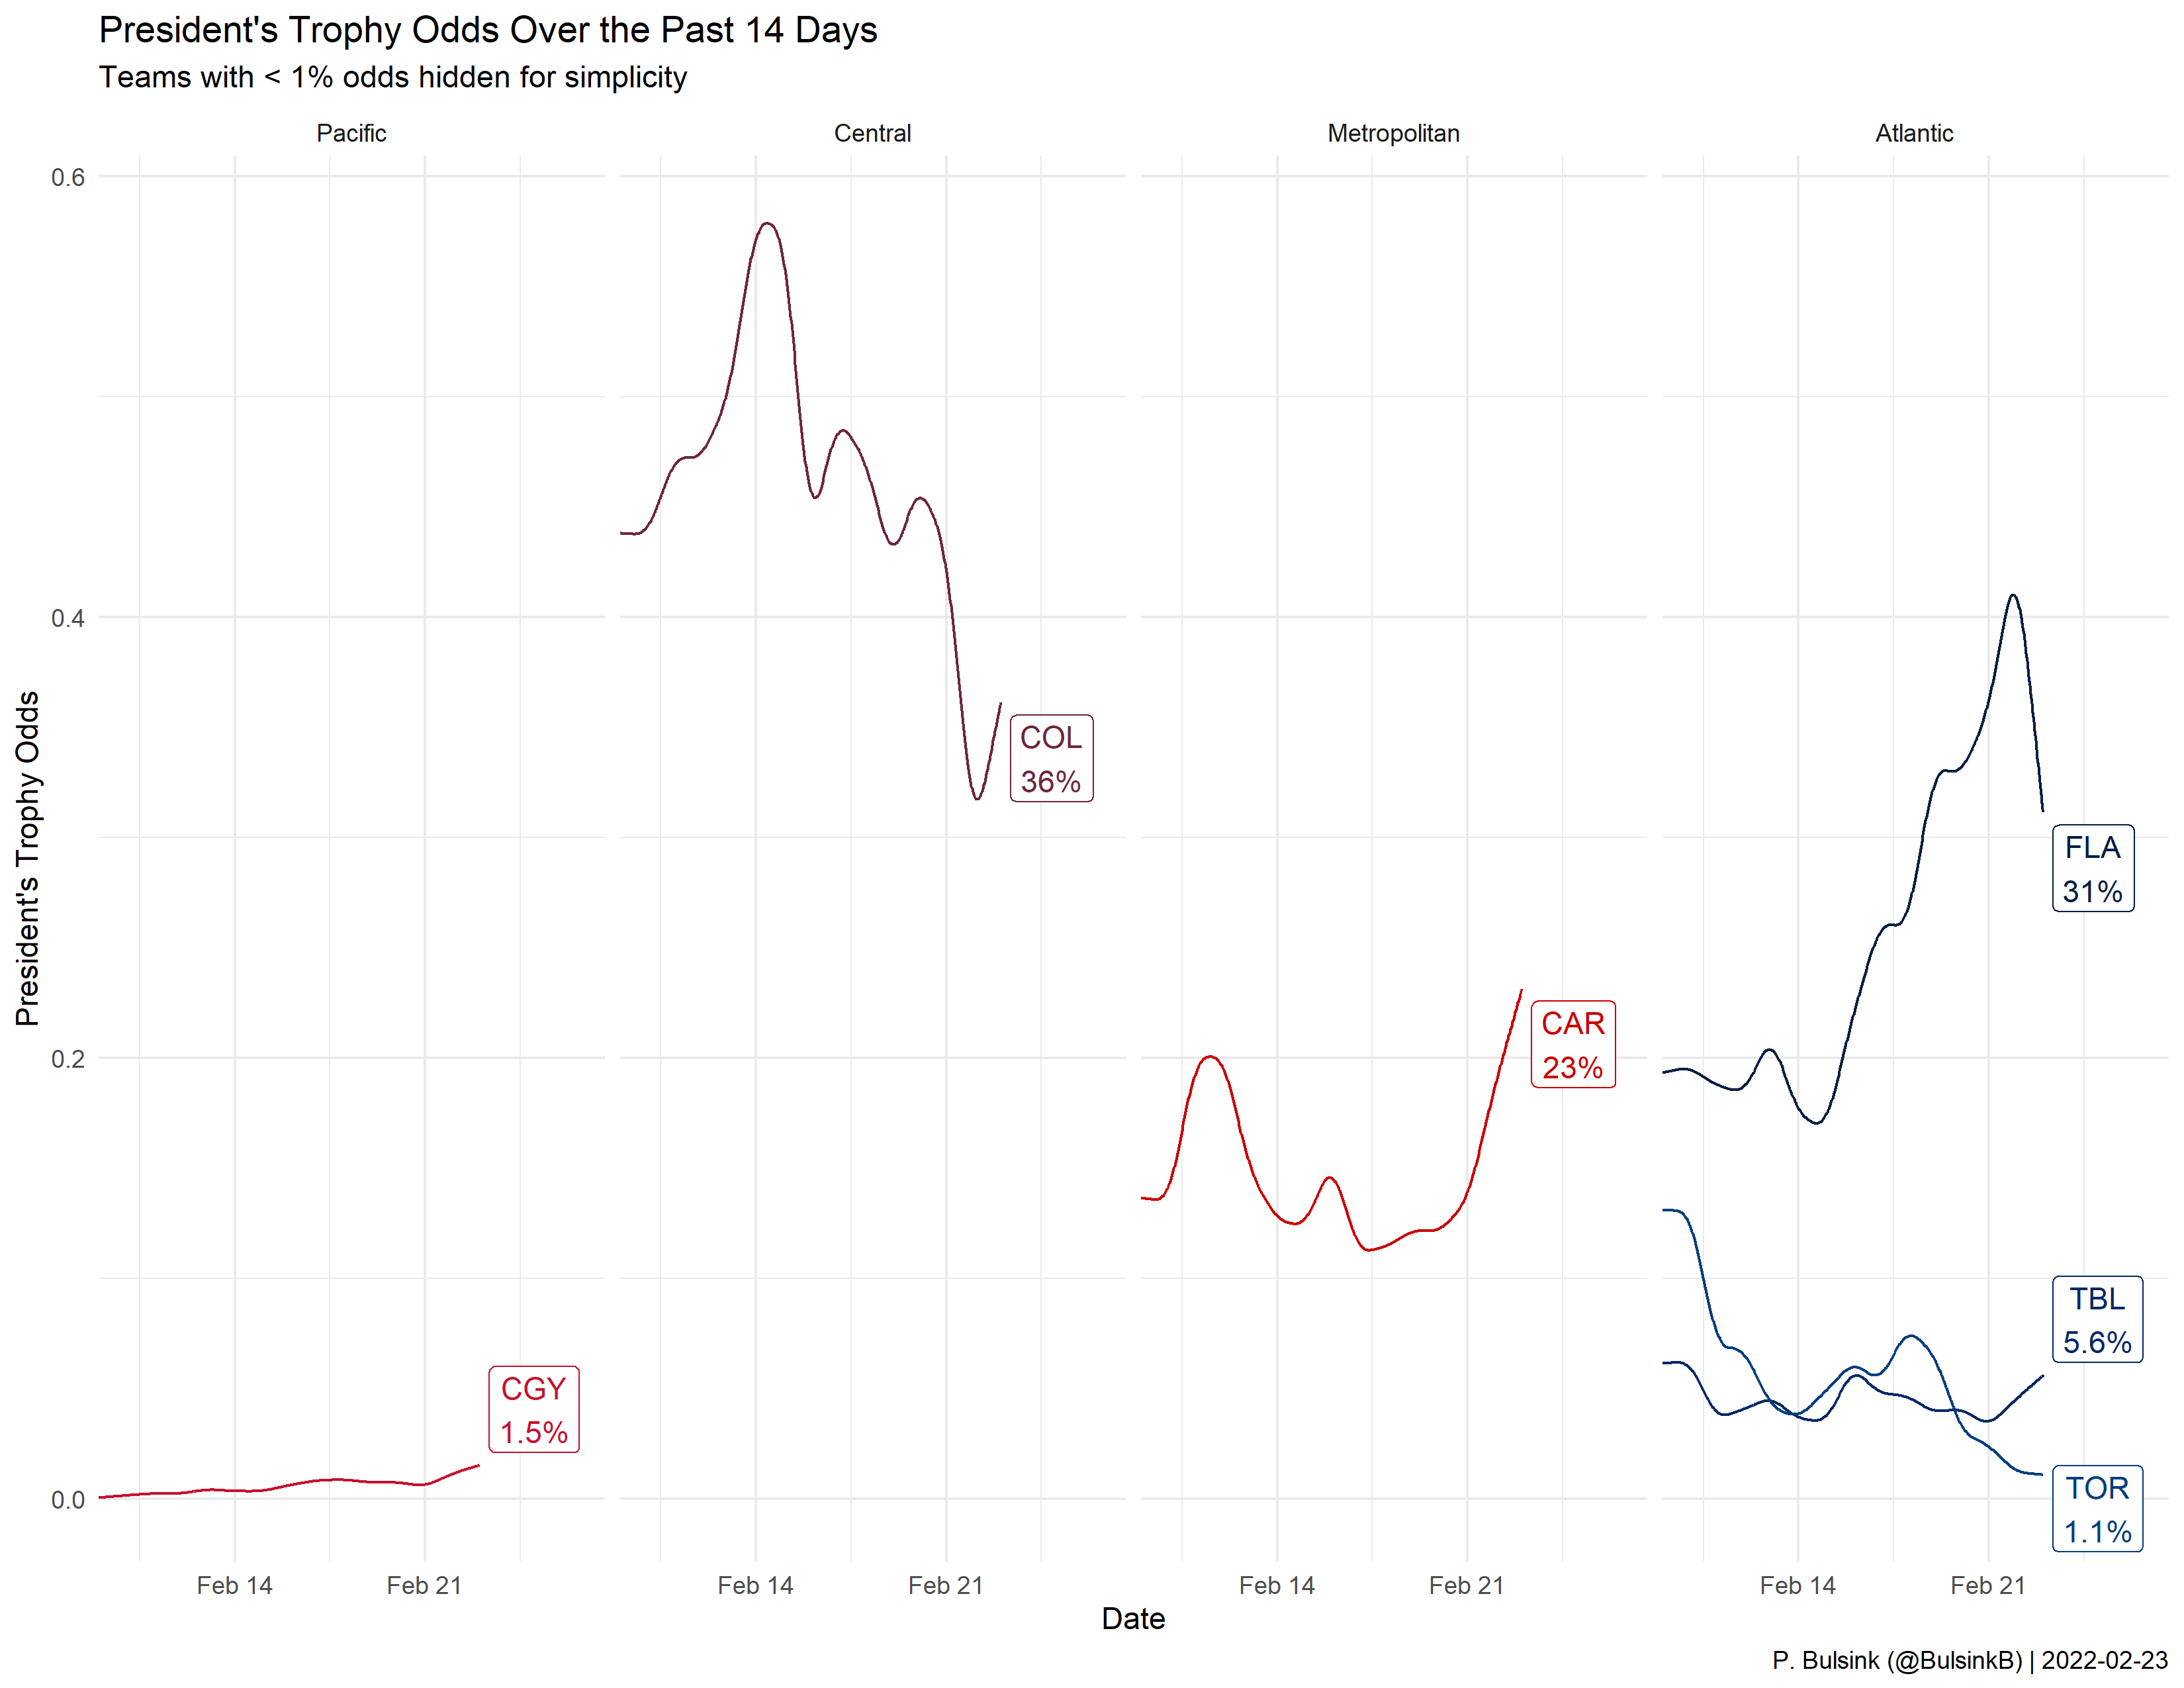 President's Trophy Odds Over the Past 14 Days
Teams with < 1% odds hidden for simplicity
Pacific
Central
Metropolitan
Atlantic
President's Trophy Odds
0.6
0.4
0.2
0.0
CGY
1.5%
COL
36%
CAR
23%
FLA
31%
TBL
5.6%
TOR
1.1%
Feb 14
Feb 21
Feb 14
Feb 21
Feb 14
Feb 21
Feb 14
Feb 21
Date
P. Bulsink (@BulsinkB) | 2022-02-23